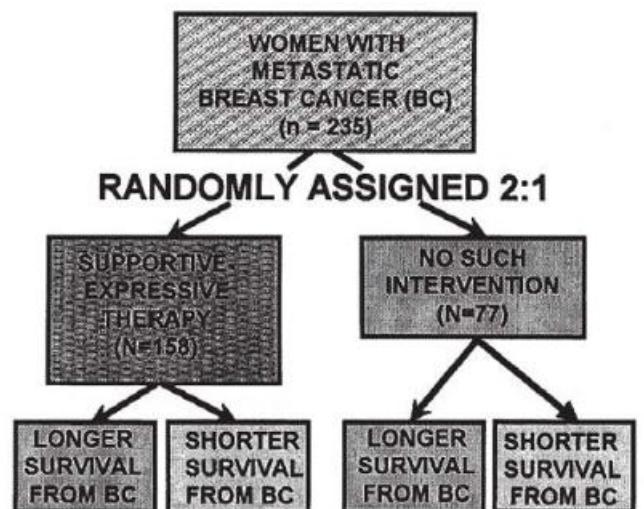 WOMEN WITH
METASTATIC
BREAST CANCER (BC)
(n = 235)
RANDOMLY ASSIGNED 2:1
SUPPORTIVE-
EXPRESSIVE
THERAPY
(N=158)
NO SUCH
INTERVENTION
(N=77)
LONGER
SURVIVAL
FROM BC
SHORTER
SURVIVAL
FROM BC
LONGER
SURVIVAL
FROM BC
SHORTER
SURVIVAL
FROM BC